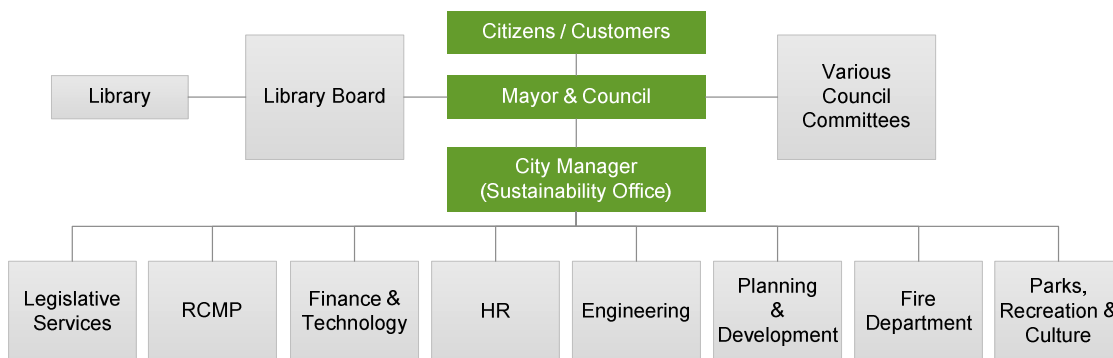 Citizens / Customers
Library
Library Board
Mayor & Council
Various
Council
Committees
City Manager
(Sustainability Office)
Legislative
Services
RCMP
Finance &
Technology
HR
Engineering
Planning
&
Development
Fire
Department
Parks,
Recreation &
Culture